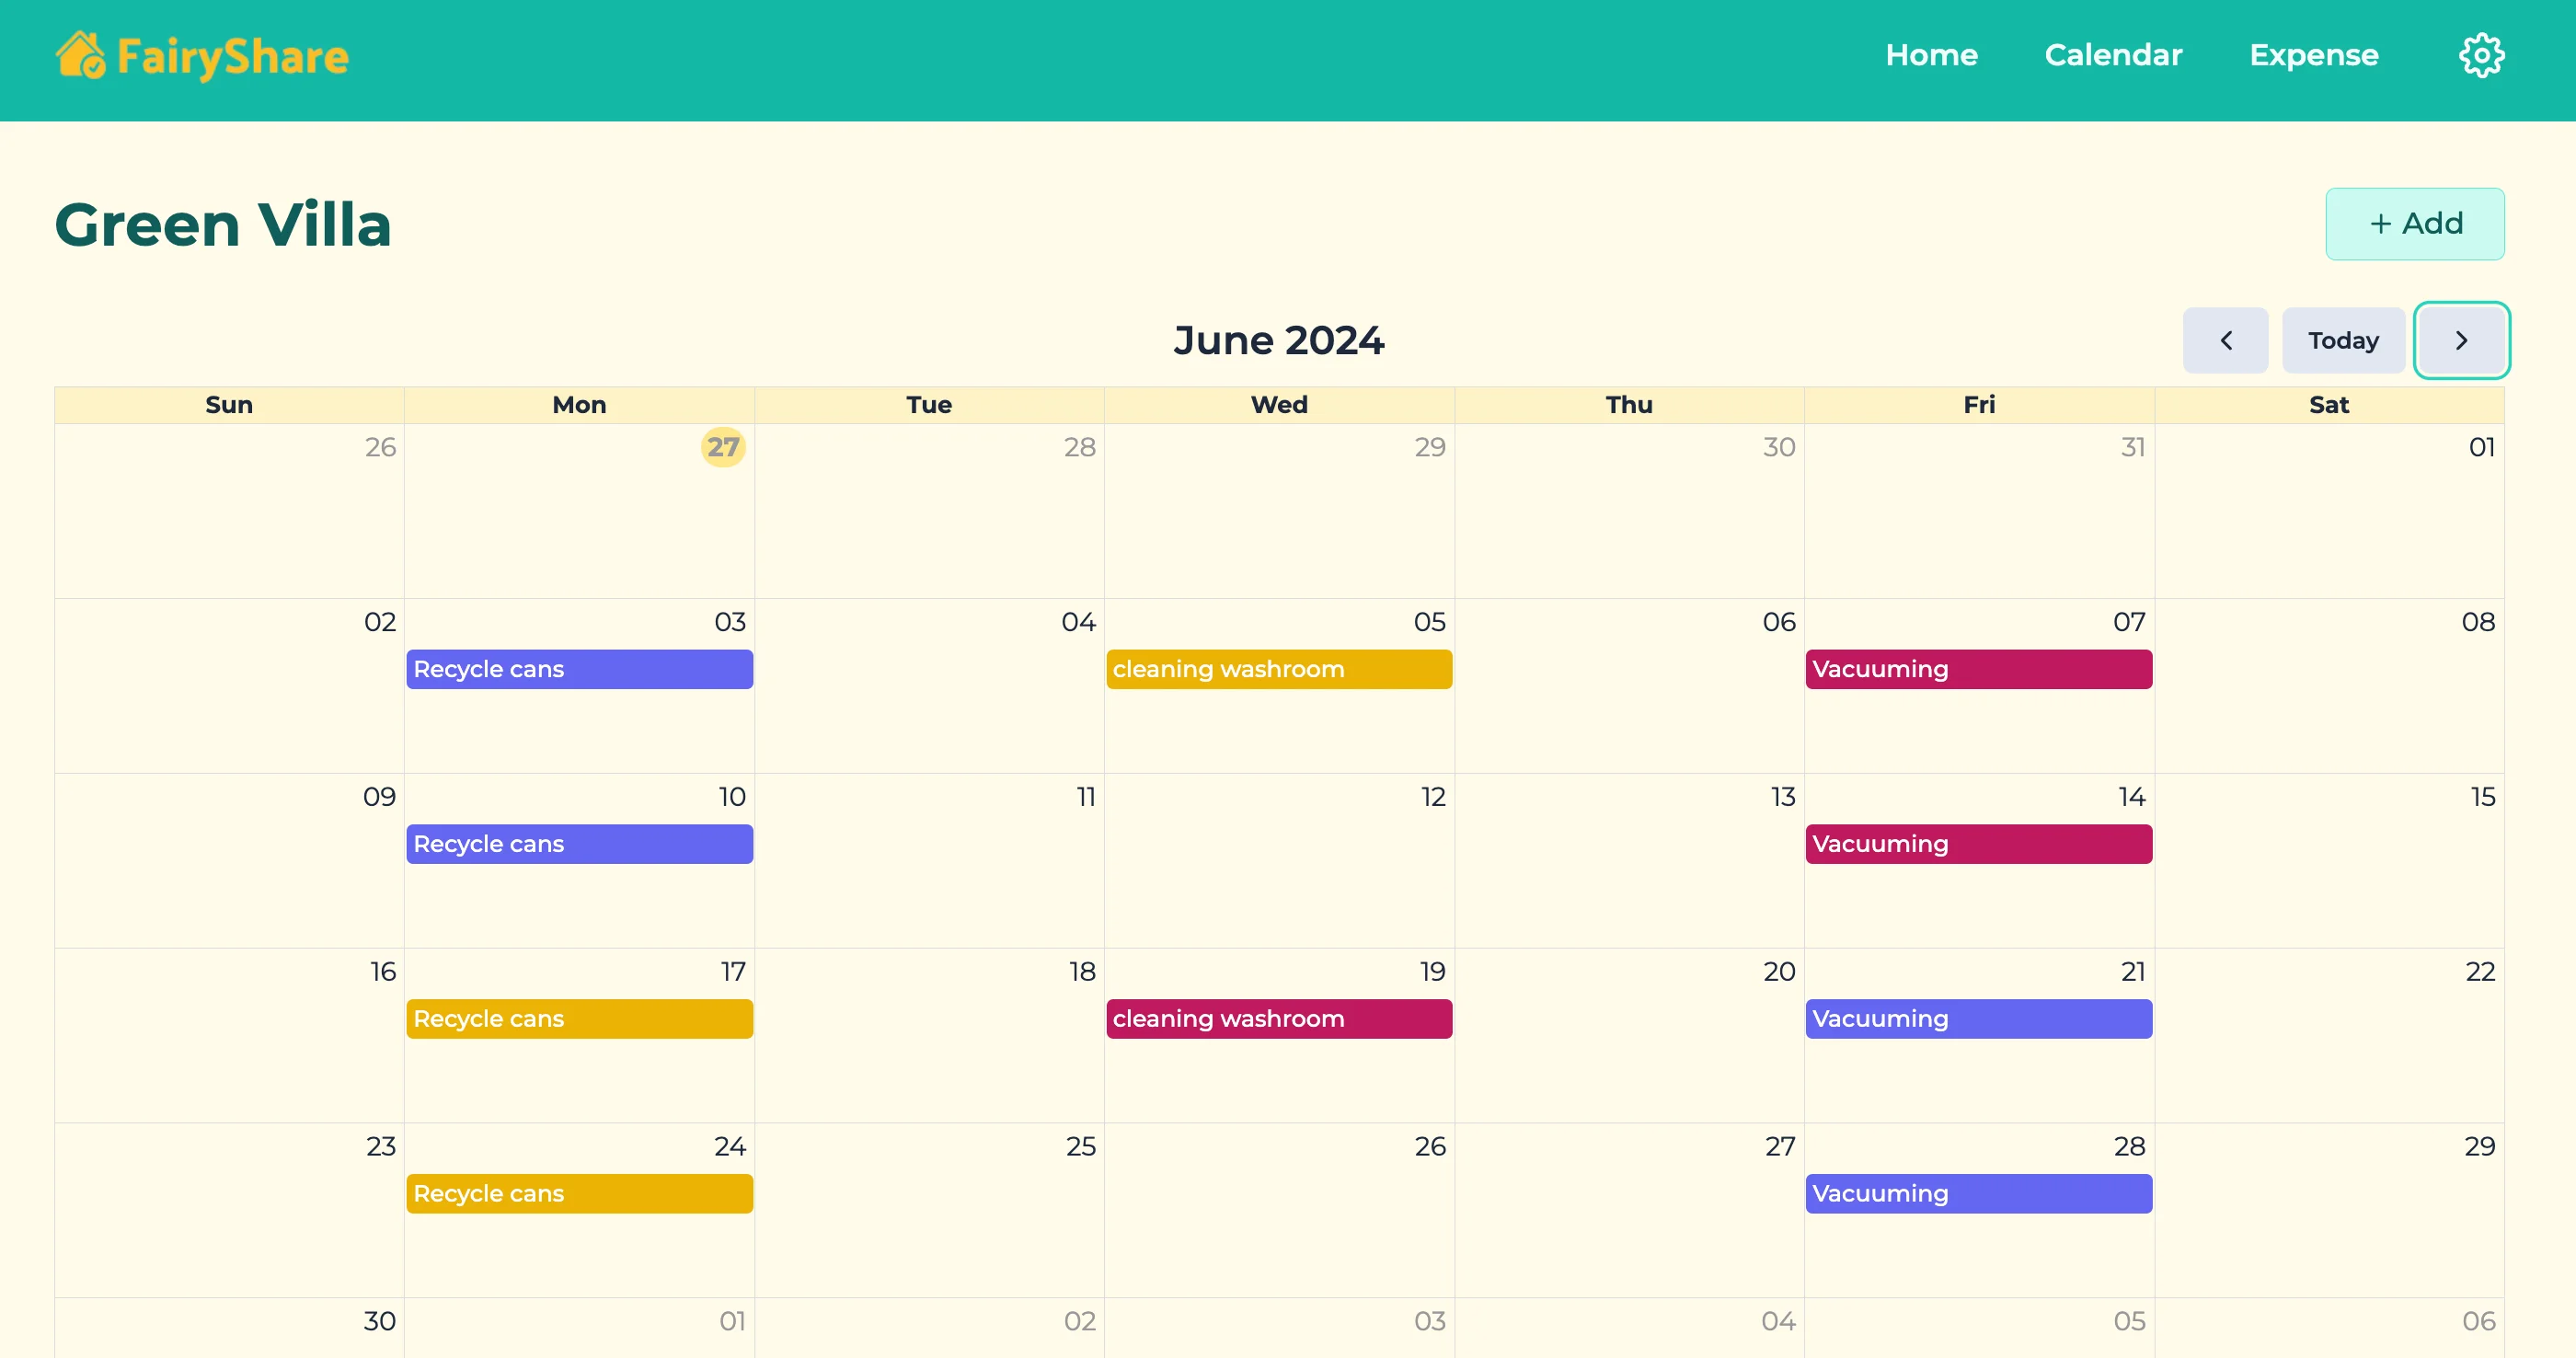 FairyShare
Home Calendar Expense
Green Villa
+ Add
June 2024
Today
Sun Mon Tue Wed Thu Fri Sat
26 27 28 29 30 31 01
02 03 04 05 06 07 08
Recycle cans cleaning washroom Vacuuming
09 10 11 12 13 14 15
Recycle cans Vacuuming
16 17 18 19 20 21 22
Recycle cans cleaning washroom Vacuuming
23 24 25 26 27 28 29
Recycle cans Vacuuming
30 01 02 03 04 05 06